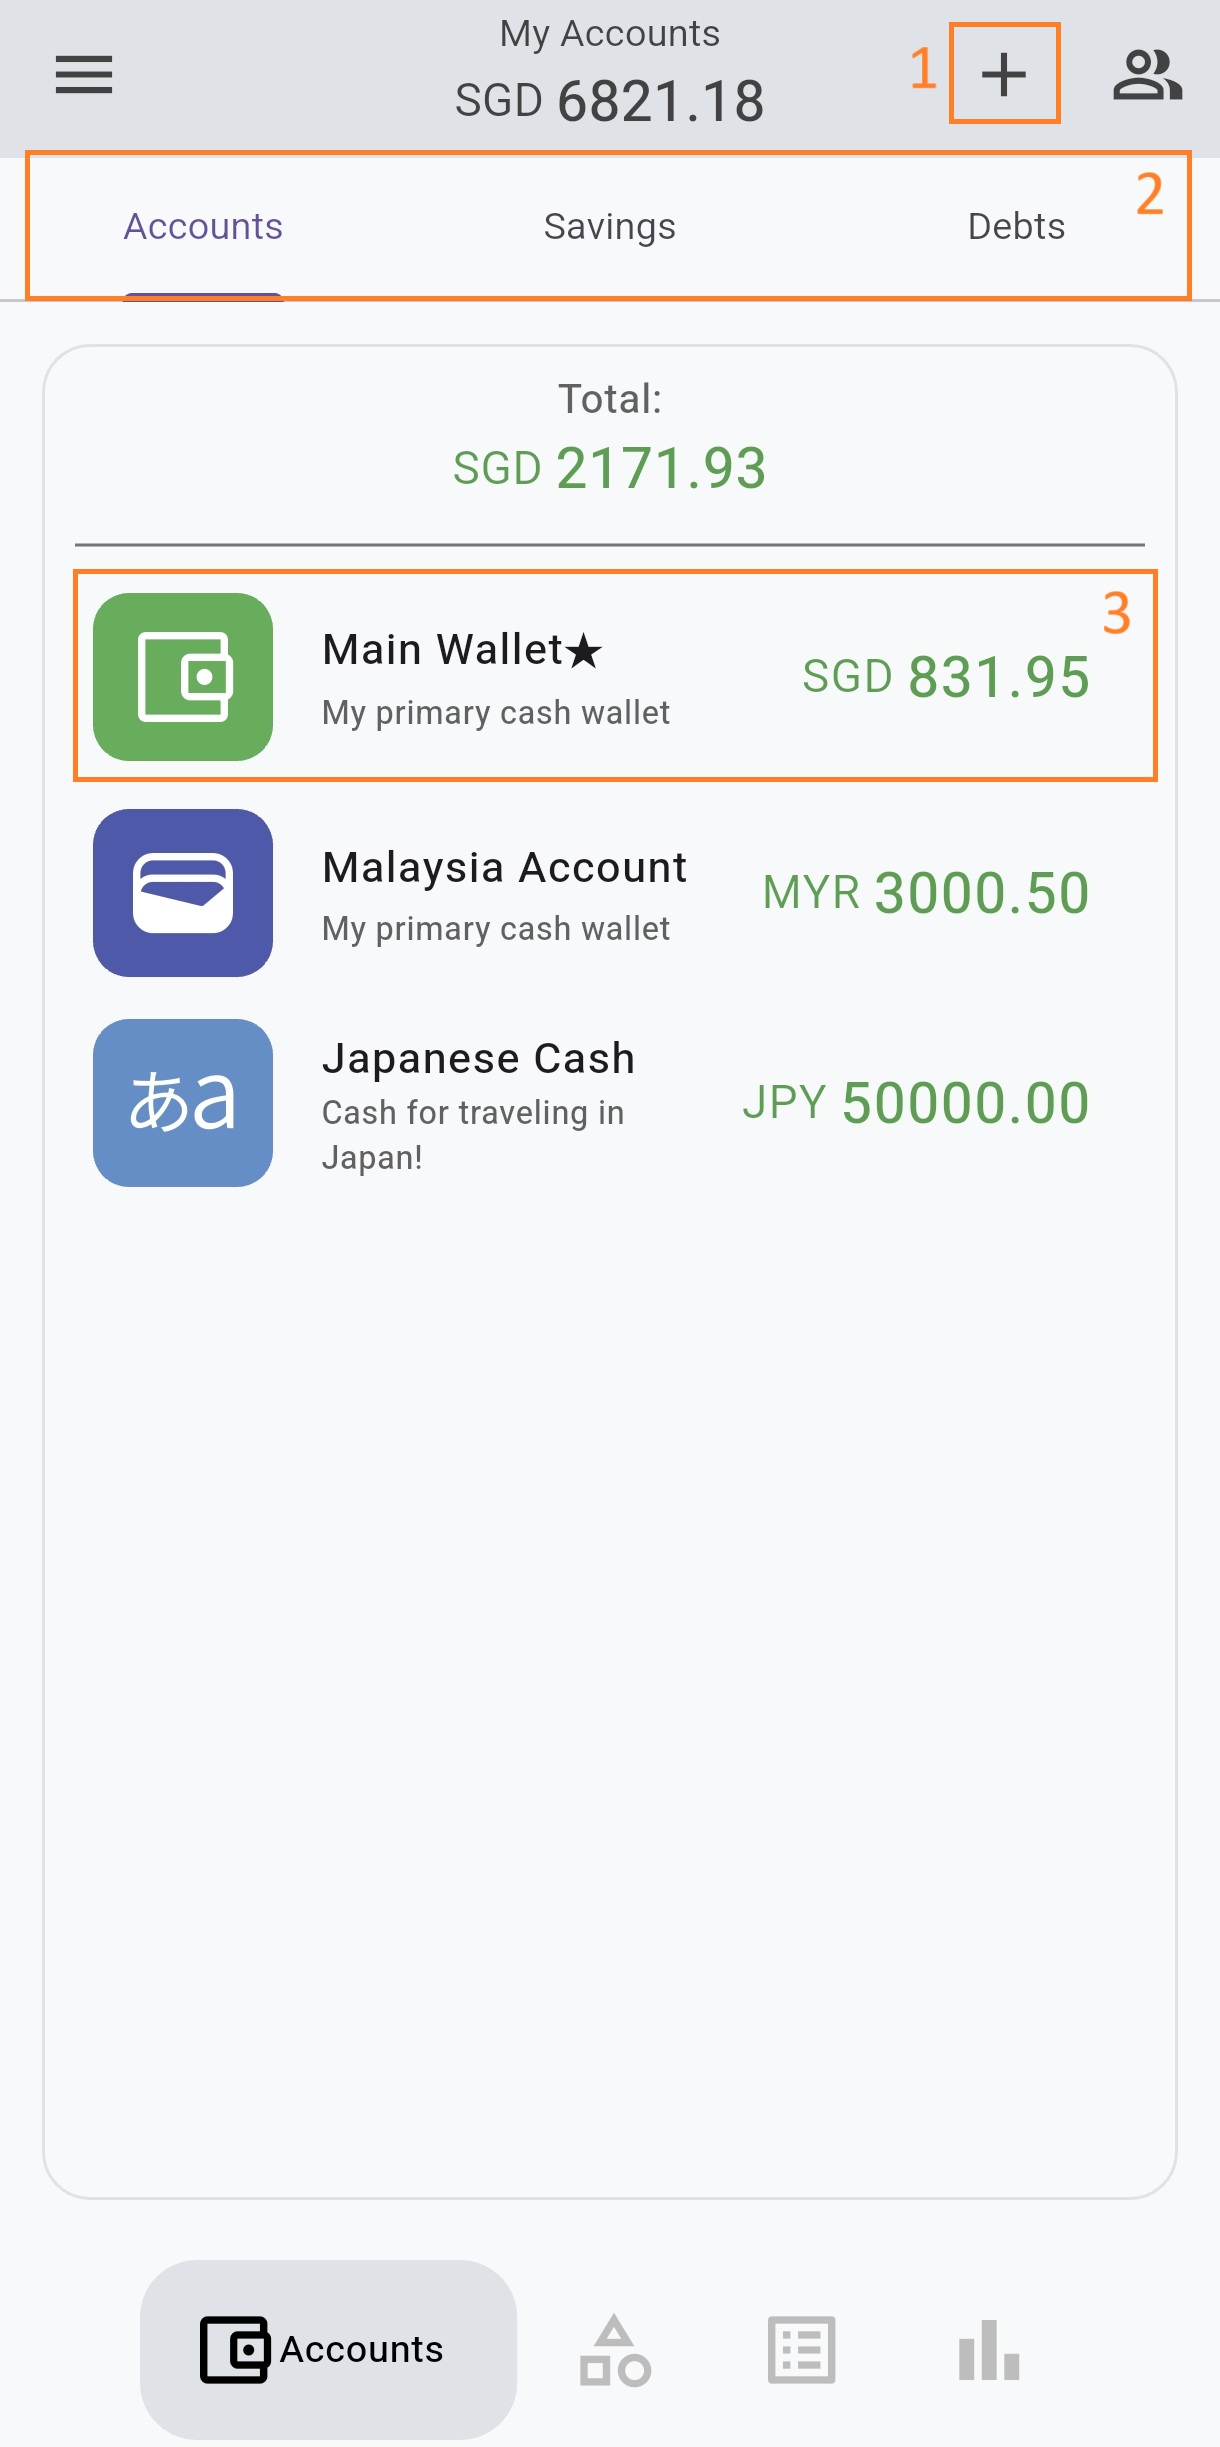 My Accounts
SGD 6821.18
1
2
Accounts Savings Debts
Total:
SGD 2171.93
3
Main Wallet★
My primary cash wallet
SGD 831.95
Malaysia Account
My primary cash wallet
MYR 3000.50
あa
Japanese Cash
Cash for traveling in
Japan!
JPY 50000.00
Accounts